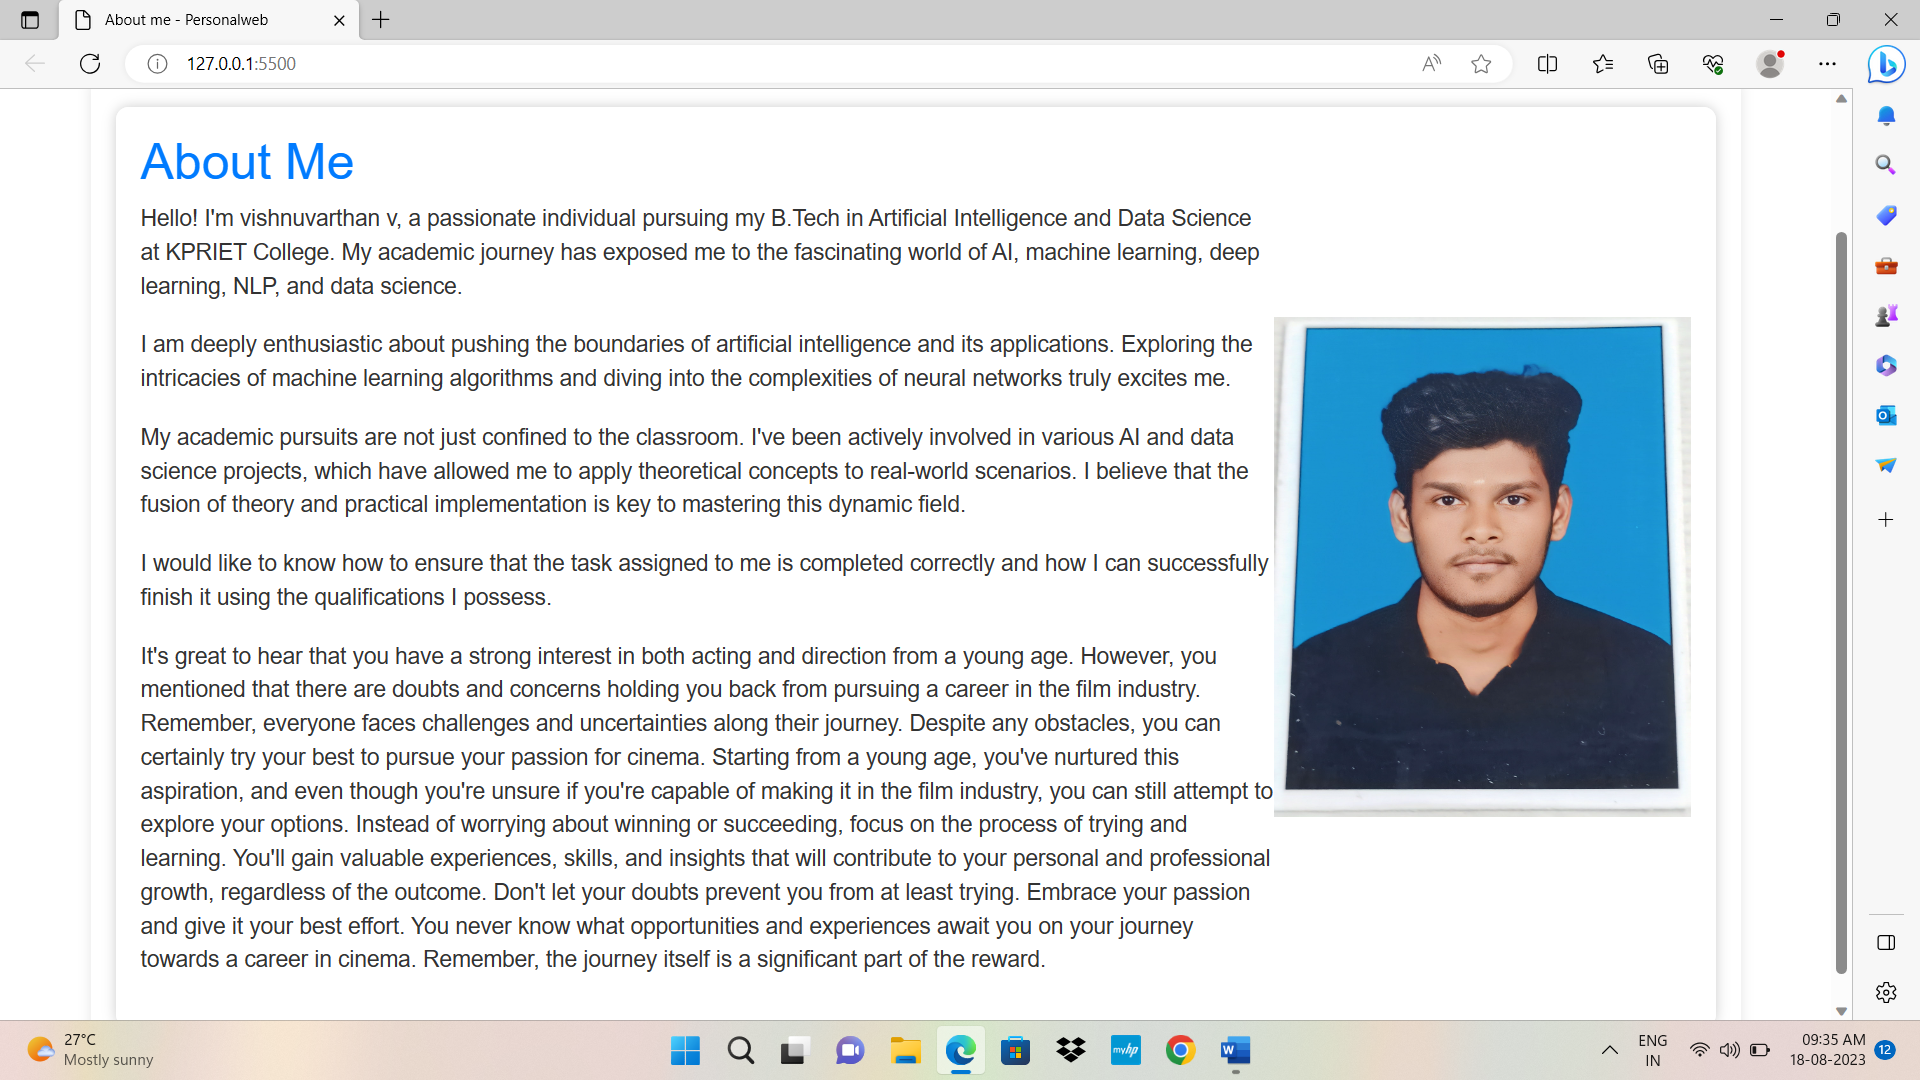 About me - Personalweb
127.0.0.1:5500
About Me
Hello! I'm vishnuvarthan v, a passionate individual pursuing my B.Tech in Artificial Intelligence and Data Science
at KPRIET College. My academic journey has exposed me to the fascinating world of AI, machine learning, deep
learning, NLP, and data science.
I am deeply enthusiastic about pushing the boundaries of artificial intelligence and its applications. Exploring the
intricacies of machine learning algorithms and diving into the complexities of neural networks truly excites me.
My academic pursuits are not just confined to the classroom. I've been actively involved in various AI and data
science projects, which have allowed me to apply theoretical concepts to real-world scenarios. I believe that the
fusion of theory and practical implementation is key to mastering this dynamic field.
I would like to know how to ensure that the task assigned to me is completed correctly and how I can successfully
finish it using the qualifications I possess.
It's great to hear that you have a strong interest in both acting and direction from a young age. However, you
mentioned that there are doubts and concerns holding you back from pursuing a career in the film industry.
Remember, everyone faces challenges and uncertainties along their journey. Despite any obstacles, you can
certainly try your best to pursue your passion for cinema. Starting from a young age, you've nurtured this
aspiration, and even though you're unsure if you're capable of making it in the film industry, you can still attempt to
explore your options. Instead of worrying about winning or succeeding, focus on the process of trying and
learning. You'll gain valuable experiences, skills, and insights that will contribute to your personal and professional
growth, regardless of the outcome. Don't let your doubts prevent you from at least trying. Embrace your passion
and give it your best effort. You never know what opportunities and experiences await you on your journey
towards a career in cinema. Remember, the journey itself is a significant part of the reward.
27°C
Mostly sunny
myhp
W
ENG
IN
09:35 AM
18-08-2023
12